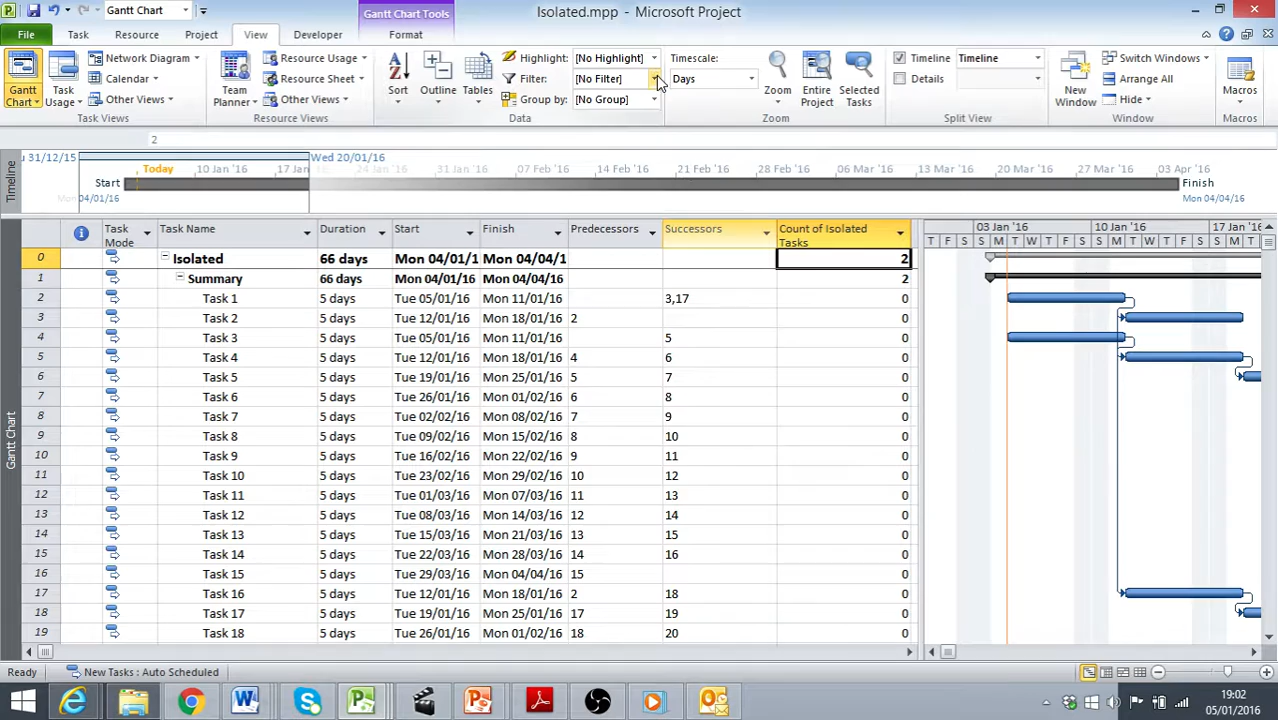 Gantt Chart
Gantt Chart Tools
Isolated.mpp - Microsoft Project
File
Task
Resource
Project
View
Developer
Format
Gantt Chart
Task Usage
Network Diagram
Calendar
Other Views
Task Views
Team Planner
Resource Usage
Resource Sheet
Other Views
Resource Views
Sort
Outline
Tables
Highlight: [No Highlight]
Filter: [No Filter]
Group by: [No Group]
Data
Timescale:
Days
Zoom
Entire Project
Selected Tasks
Zoom
Timeline Timeline
Details
Split View
New Window
Switch Windows
Arrange All
Hide
Window
Macros
Macros
2
Timeline
u 31/12/15 Wed 20/01/16
Today 10 Jan '16 17 Jan 24 Jan '16 31 Jan '16 07 Feb '16 14 Feb '16 21 Feb '16 28 Feb '16 06 Mar '16 13 Mar '16 20 Mar '16 27 Mar '16 03 Apr '16
Start Finish
Mon 04/01/16 Mon 04/04/16
Gantt Chart
Task Mode Task Name Duration Start Finish Predecessors Successors Count of Isolated Tasks
03 Jan '16 10 Jan '16 17 Jan '16
T F S S M T W T F S S M T W T F S S M T
0 Isolated 66 days Mon 04/01/1 Mon 04/04/1 2
1 Summary 66 days Mon 04/01/16 Mon 04/04/16 2
2 Task 1 5 days Tue 05/01/16 Mon 11/01/16 3,17 0
3 Task 2 5 days Tue 12/01/16 Mon 18/01/16 2 0
4 Task 3 5 days Tue 05/01/16 Mon 11/01/16 5 0
5 Task 4 5 days Tue 12/01/16 Mon 18/01/16 4 6 0
6 Task 5 5 days Tue 19/01/16 Mon 25/01/16 5 7 0
7 Task 6 5 days Tue 26/01/16 Mon 01/02/16 6 8 0
8 Task 7 5 days Tue 02/02/16 Mon 08/02/16 7 9 0
9 Task 8 5 days Tue 09/02/16 Mon 15/02/16 8 10 0
10 Task 9 5 days Tue 16/02/16 Mon 22/02/16 9 11 0
11 Task 10 5 days Tue 23/02/16 Mon 29/02/16 10 12 0
12 Task 11 5 days Tue 01/03/16 Mon 07/03/16 11 13 0
13 Task 12 5 days Tue 08/03/16 Mon 14/03/16 12 14 0
14 Task 13 5 days Tue 15/03/16 Mon 21/03/16 13 15 0
15 Task 14 5 days Tue 22/03/16 Mon 28/03/16 14 16 0
16 Task 15 5 days Tue 29/03/16 Mon 04/04/16 15 0
17 Task 16 5 days Tue 12/01/16 Mon 18/01/16 2 18 0
18 Task 17 5 days Tue 19/01/16 Mon 25/01/16 17 19 0
19 Task 18 5 days Tue 26/01/16 Mon 01/02/16 18 20 0
Ready New Tasks : Auto Scheduled
19:02
05/01/2016